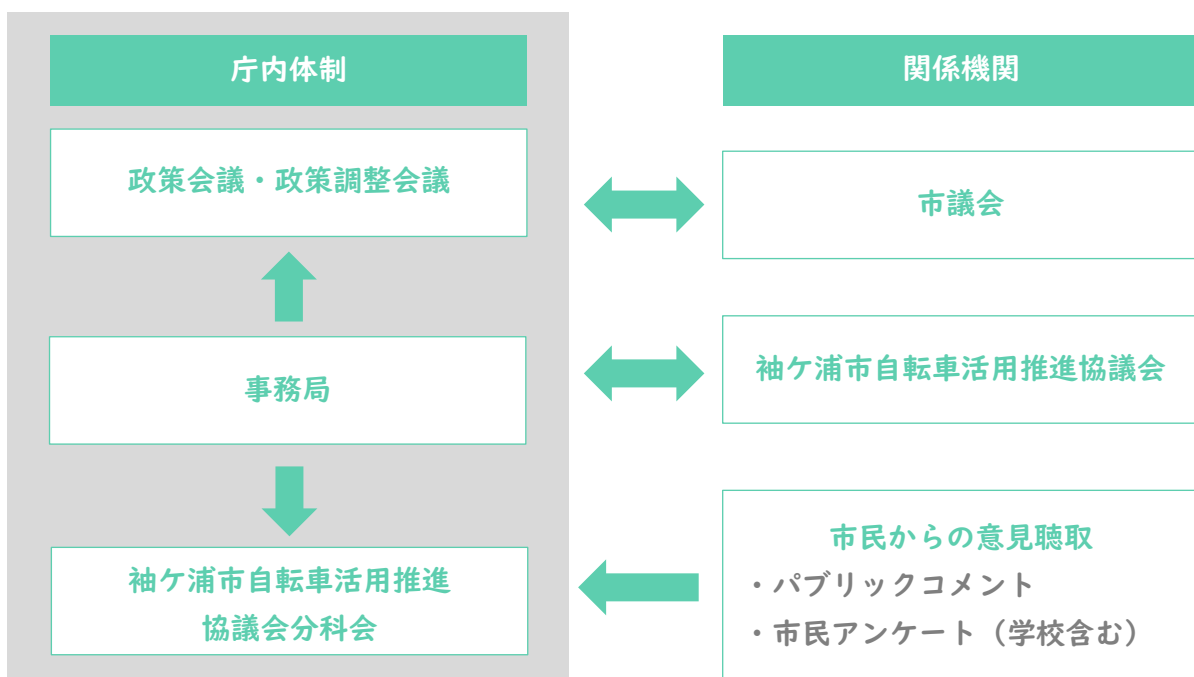 庁内体制
政策会議・政策調整会議
事務局
袖ケ浦市自転車活用推進
協議会分科会
関係機関
市議会
袖ケ浦市自転車活用推進協議会
市民からの意見聴取
・パブリックコメント
・市民アンケート（学校含む）